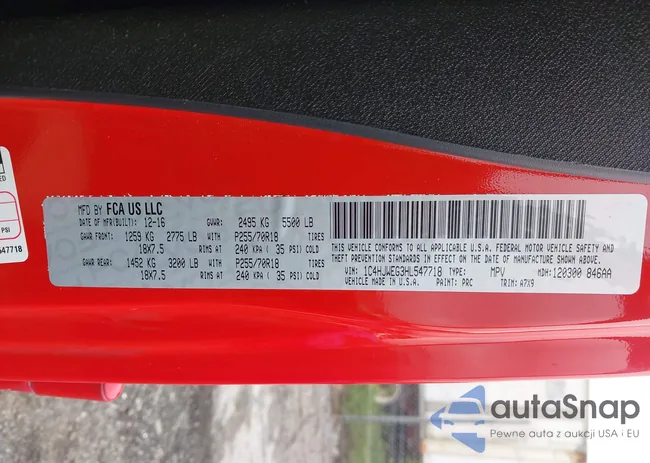 ED
PSI
547718
MFD BY FCA US LLC
DATE OF MFR(BUILT): 12-16 GVWR: 2495 KG 5500 LB
GAWR FRONT: 1259 KG 2775 LB WITH P255/70R18 TIRES
18X7.5 RIMS AT 240 KPA ( 35 PSI) COLD
GAWR REAR: 1452 KG 3200 LB WITH P255/70R18 TIRES
18X7.5 RIMS AT 240 KPA ( 35 PSI) COLD
THIS VEHICLE CONFORMS TO ALL APPLICABLE U.S.A. FEDERAL MOTOR VEHICLE SAFETY AND
THEFT PREVENTION STANDARDS IN EFFECT ON THE DATE OF MANUFACTURE SHOWN ABOVE.
VIN: 1C4HJWEG3HL547718 TYPE: MPV MDH: 120300 846AA
VEHICLE MADE IN U.S.A. PAINT: PRC TRIM: A7X9
autaSnap
Pewne auta z aukcji USA i EU